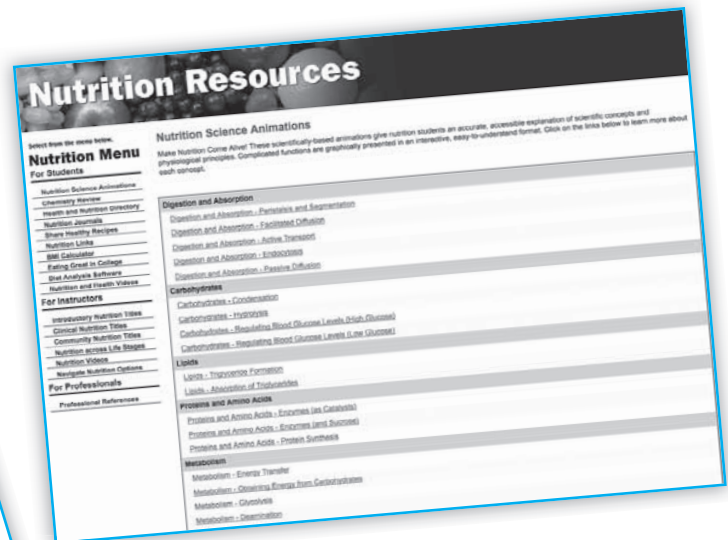 Nutrition Resources
Select from the menu below.
Nutrition Menu
For Students
Nutrition Science Animations
Chemistry Review
Health and Nutrition Directory
Nutrition Journals
Share Healthy Recipes
Nutrition Links
BMI Calculator
Eating Great in College
Diet Analysis Software
Nutrition and Health Videos
For Instructors
Introductory Nutrition Titles
Clinical Nutrition Titles
Community Nutrition Titles
Nutrition across Life Stages
Nutrition Videos
Navigate Nutrition Options
For Professionals
Professional References
Nutrition Science Animations
Make Nutrition Come Alive! These scientifically-based animations give nutrition students an accurate, accessible explanation of scientific concepts and
physiological principles. Complicated functions are graphically presented in an interactive, easy-to-understand format. Click on the links below to learn more about
each concept.
Digestion and Absorption
Digestion and Absorption - Peristalsis and Segmentation
Digestion and Absorption - Facilitated Diffusion
Digestion and Absorption - Active Transport
Digestion and Absorption - Endocytosis
Digestion and Absorption - Passive Diffusion
Carbohydrates
Carbohydrates - Condensation
Carbohydrates - Hydrolysis
Carbohydrates - Regulating Blood Glucose Levels (High Glucose)
Carbohydrates - Regulating Blood Glucose Levels (Low Glucose)
Lipids
Lipids - Triglyceride Formation
Lipids - Absorption of Triglycerides
Proteins and Amino Acids
Proteins and Amino Acids - Enzymes (as Catalysts)
Proteins and Amino Acids - Enzymes (and Sucrose)
Proteins and Amino Acids - Protein Synthesis
Metabolism
Metabolism - Energy Transfer
Metabolism - Obtaining Energy from Carbohydrates
Metabolism - Glycolysis
Metabolism - Deamination